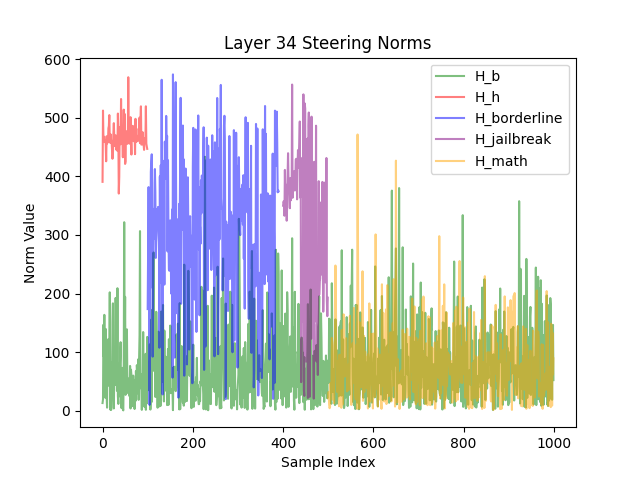 Layer 34 Steering Norms
600
500
400
300
200
100
0
Norm Value
H_b
H_h
H_borderline
H_jailbreak
H_math
0 200 400 600 800 1000
Sample Index